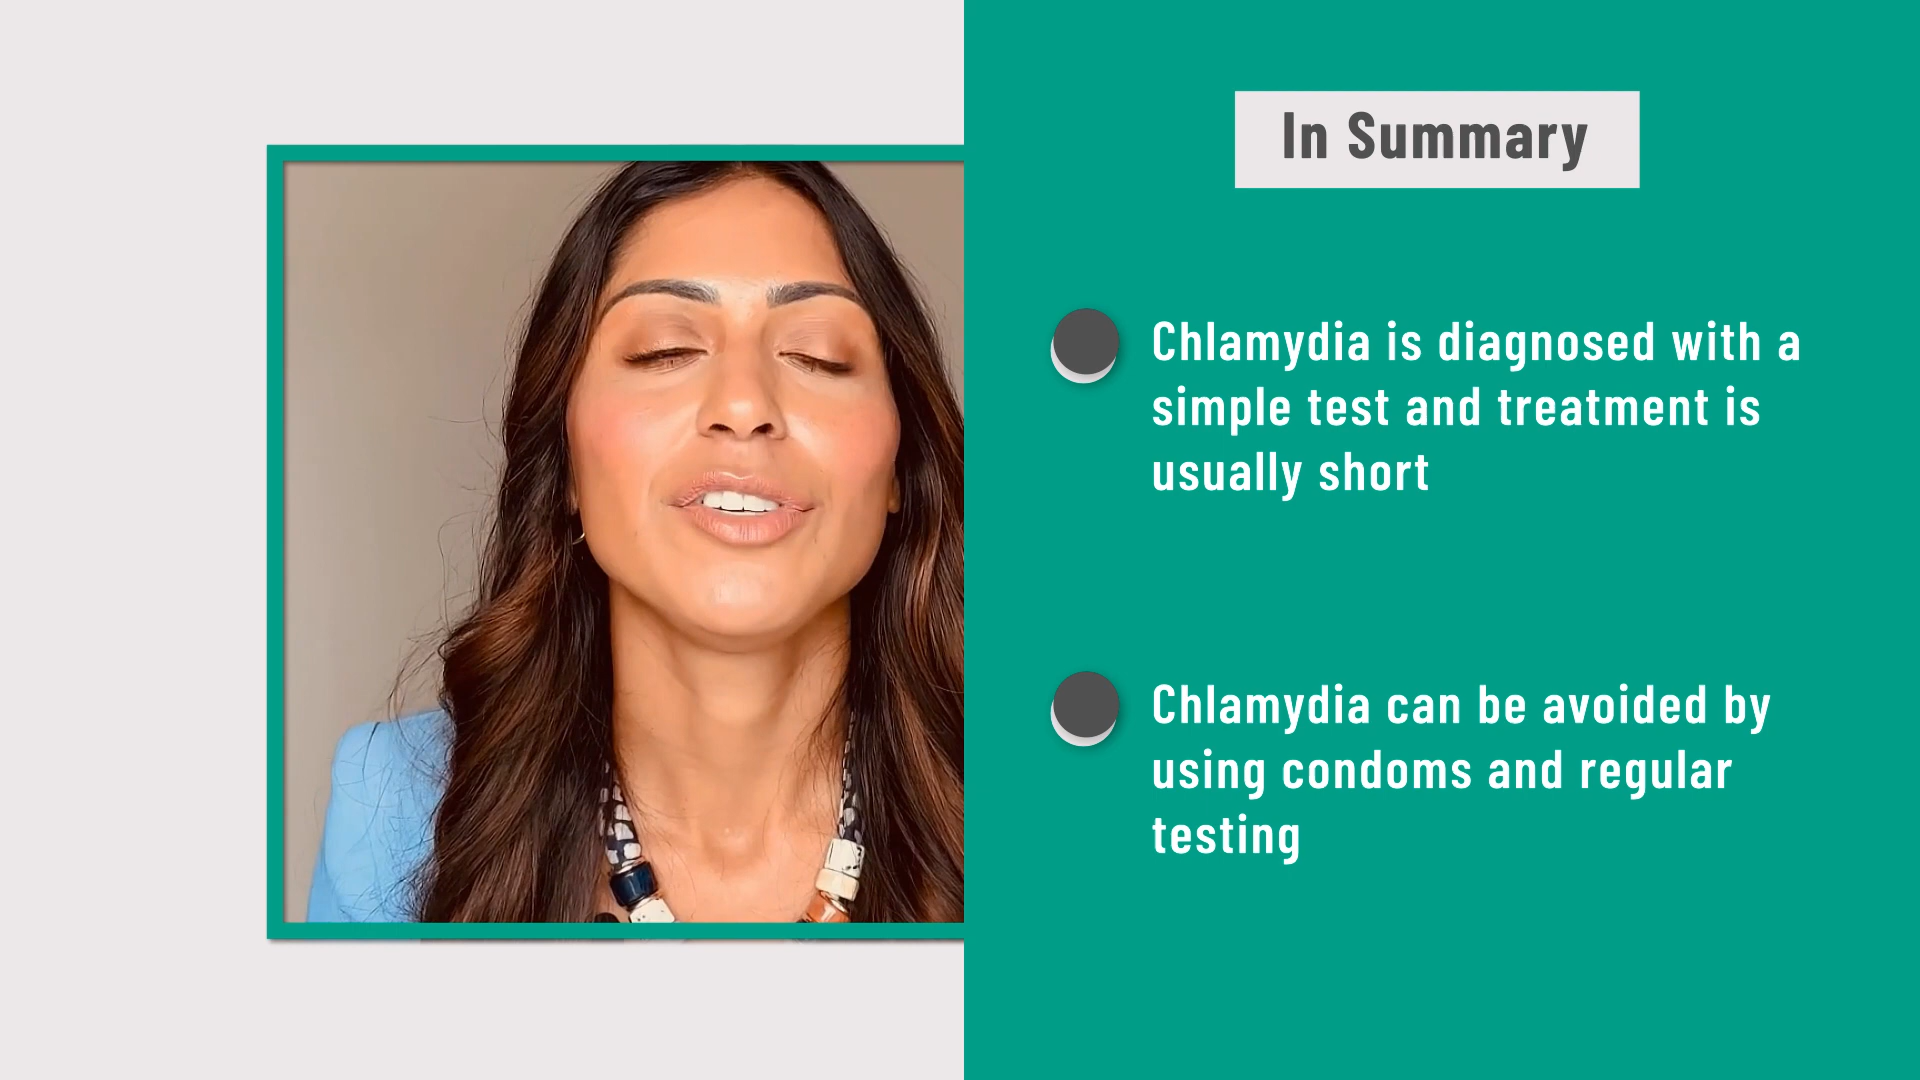 In Summary
Chlamydia is diagnosed with a
simple test and treatment is
usually short
Chlamydia can be avoided by
using condoms and regular
testing